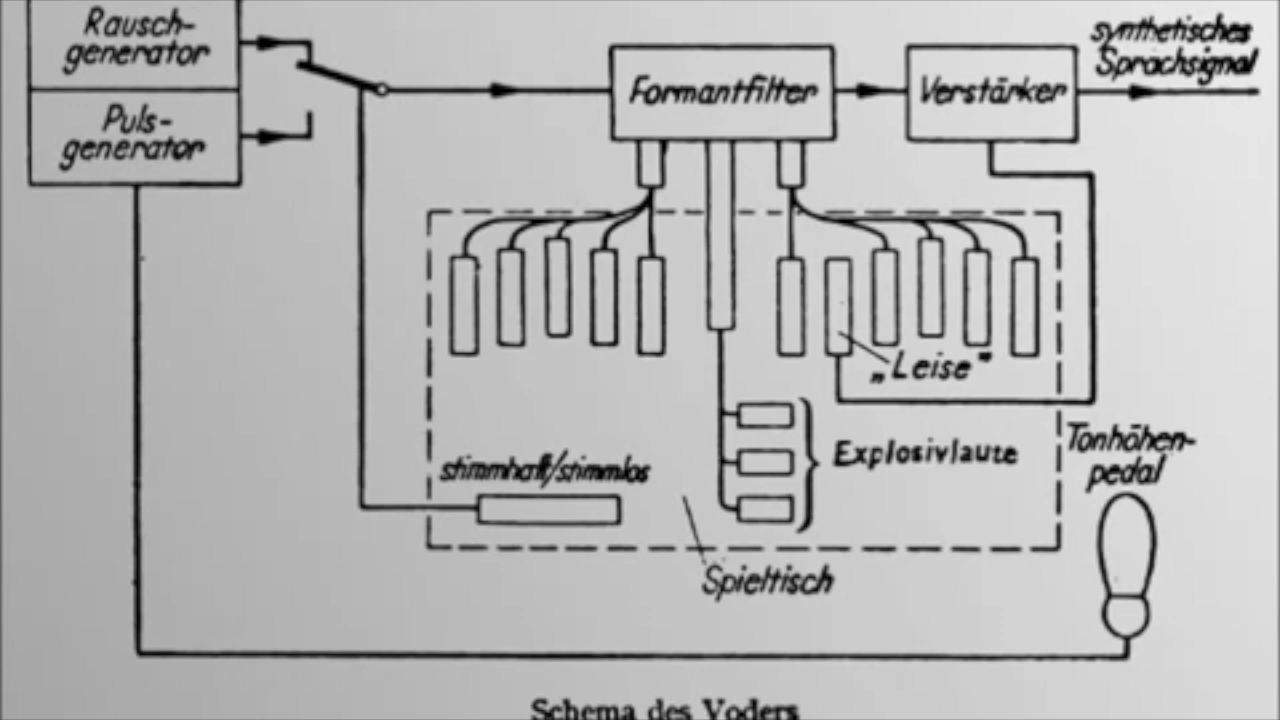 Rausch-
generator
Puls-
generator
Formantfilter
Verstärker
synthetisches
Sprachsignal
„Leise"
Explosivlaute
stimmhaft/stimmlos
Tonhöhen-
pedal
Spieltisch
Schema des Voders